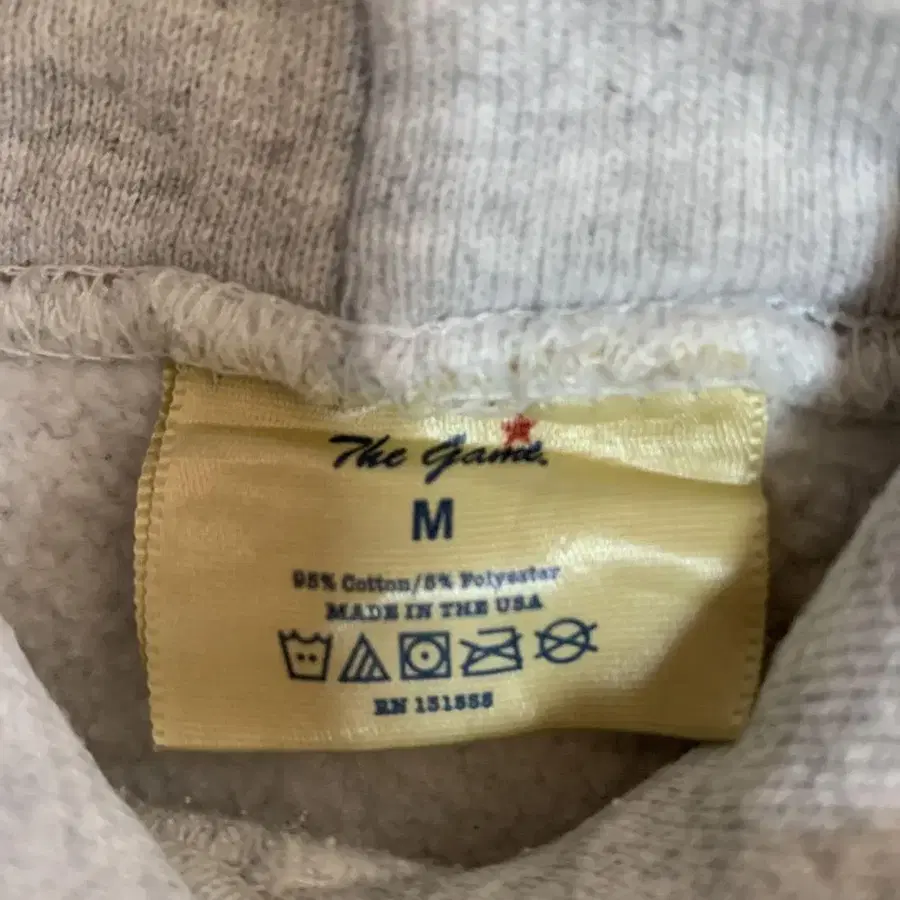 The Game.
M
95% Cotton/5% Polyester
MADE IN THE USA
RN 131555